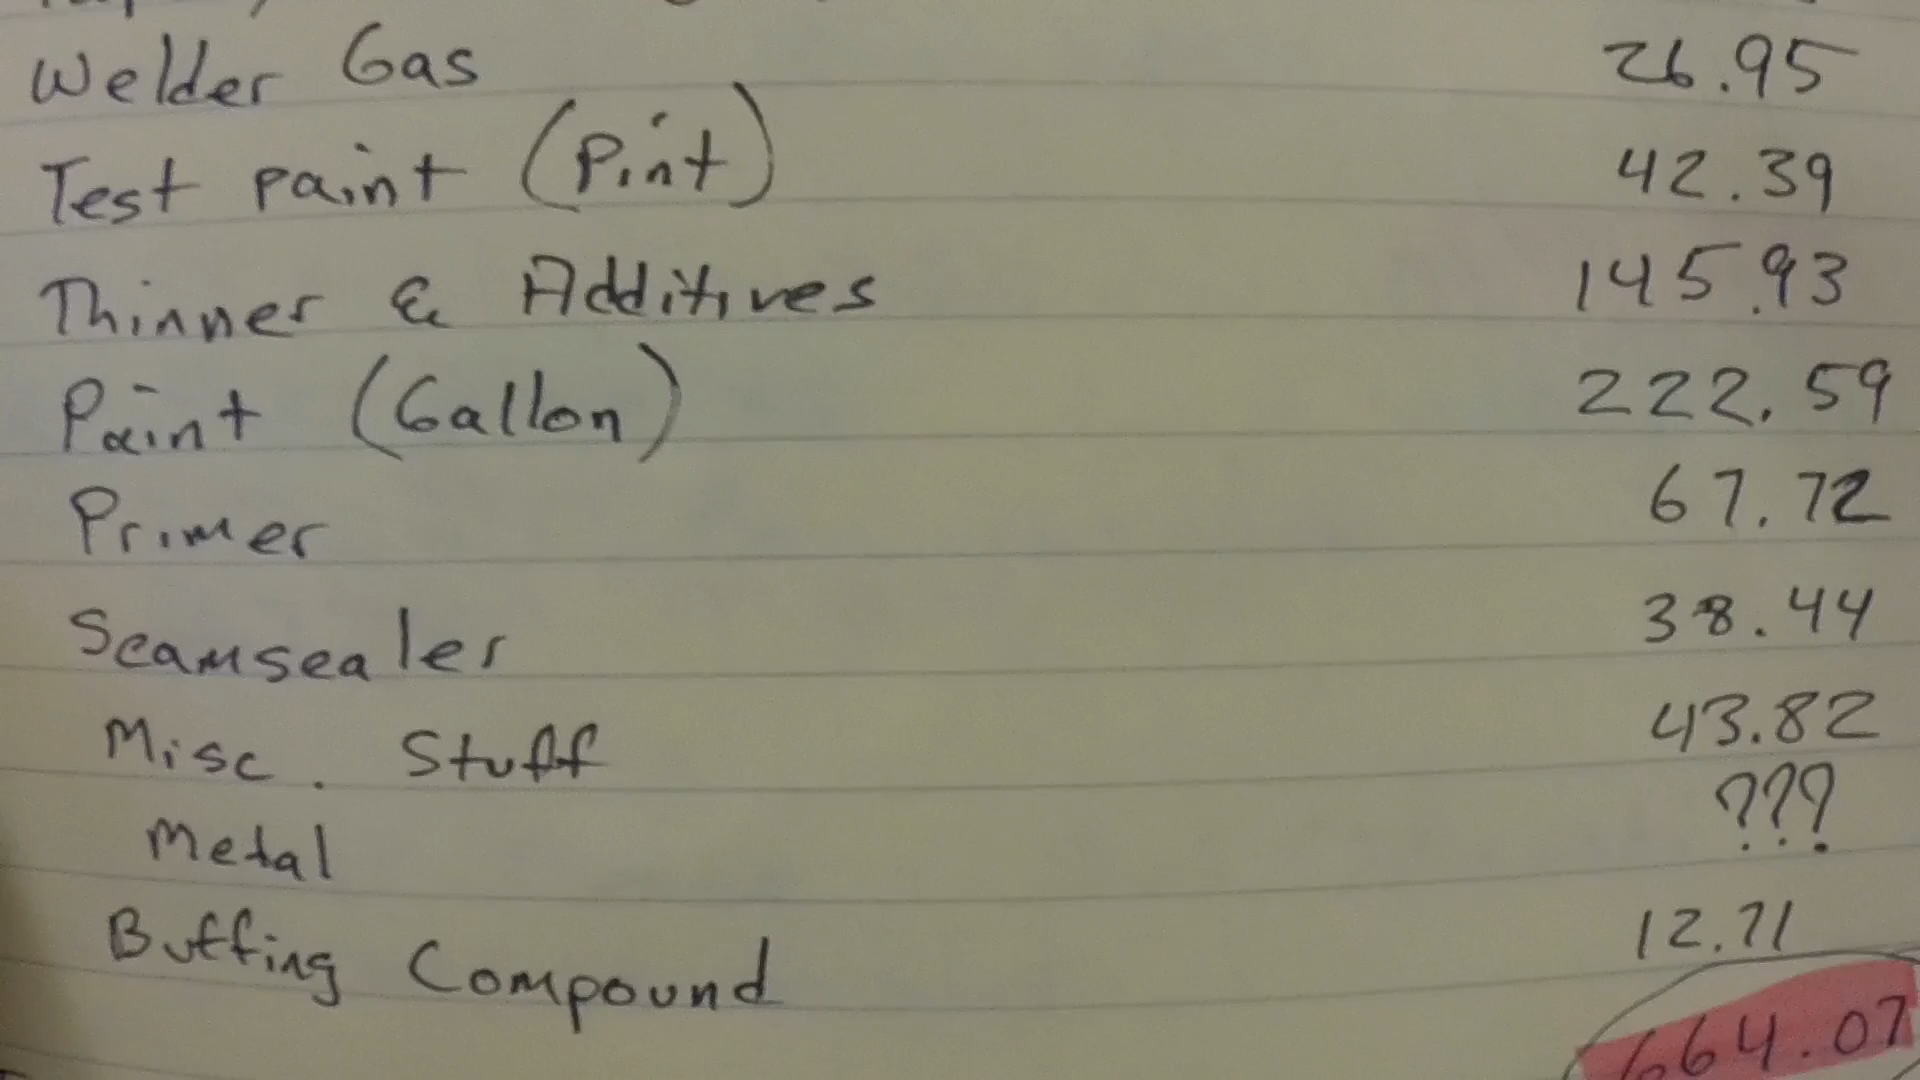 Welder Gas 26.95
Test paint (Pint) 42.39
Thinner & Additives 145.93
Paint (Gallon) 222.59
Primer 67.72
Seamsealer 38.44
Misc. Stuff 43.82
Metal ???
Buffing Compound 12.71
664.07